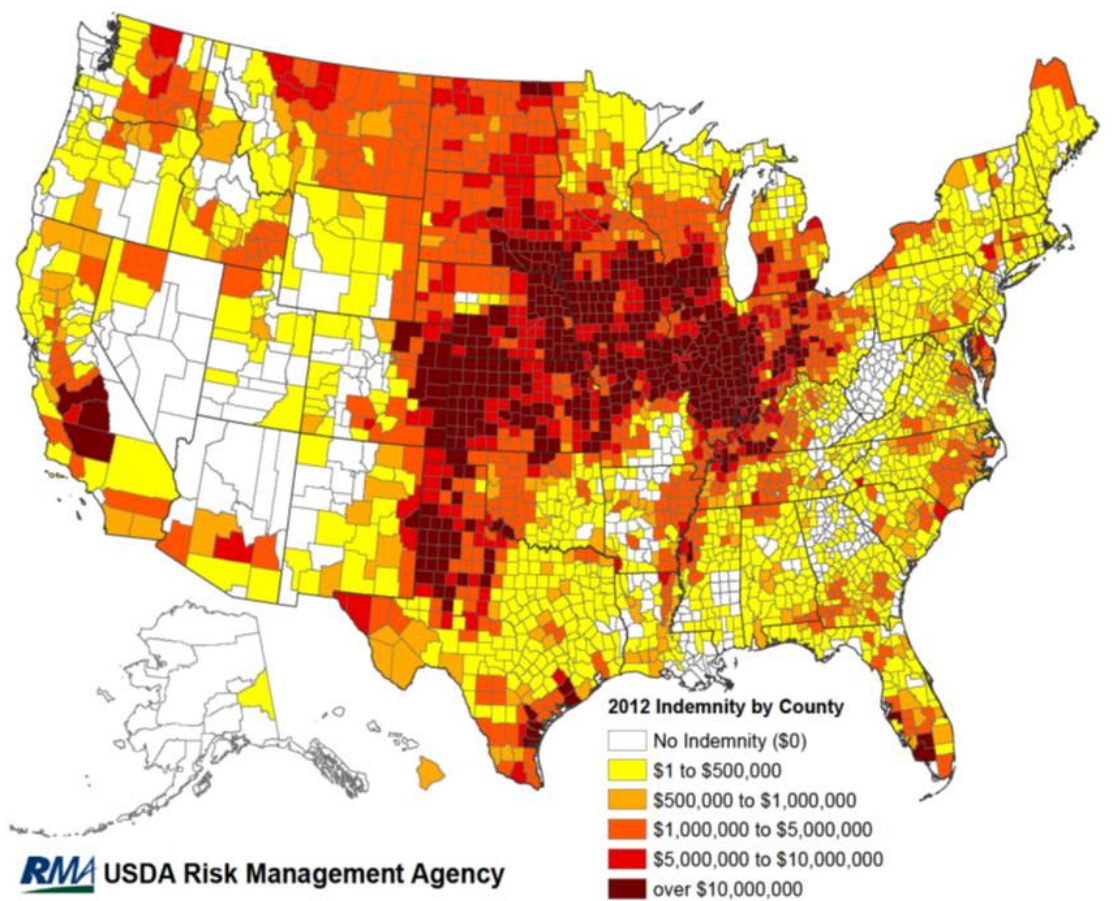 2012 Indemnity by County
No Indemnity ($0)
$1 to $500,000
$500,000 to $1,000,000
$1,000,000 to $5,000,000
$5,000,000 to $10,000,000
over $10,000,000
RMA USDA Risk Management Agency